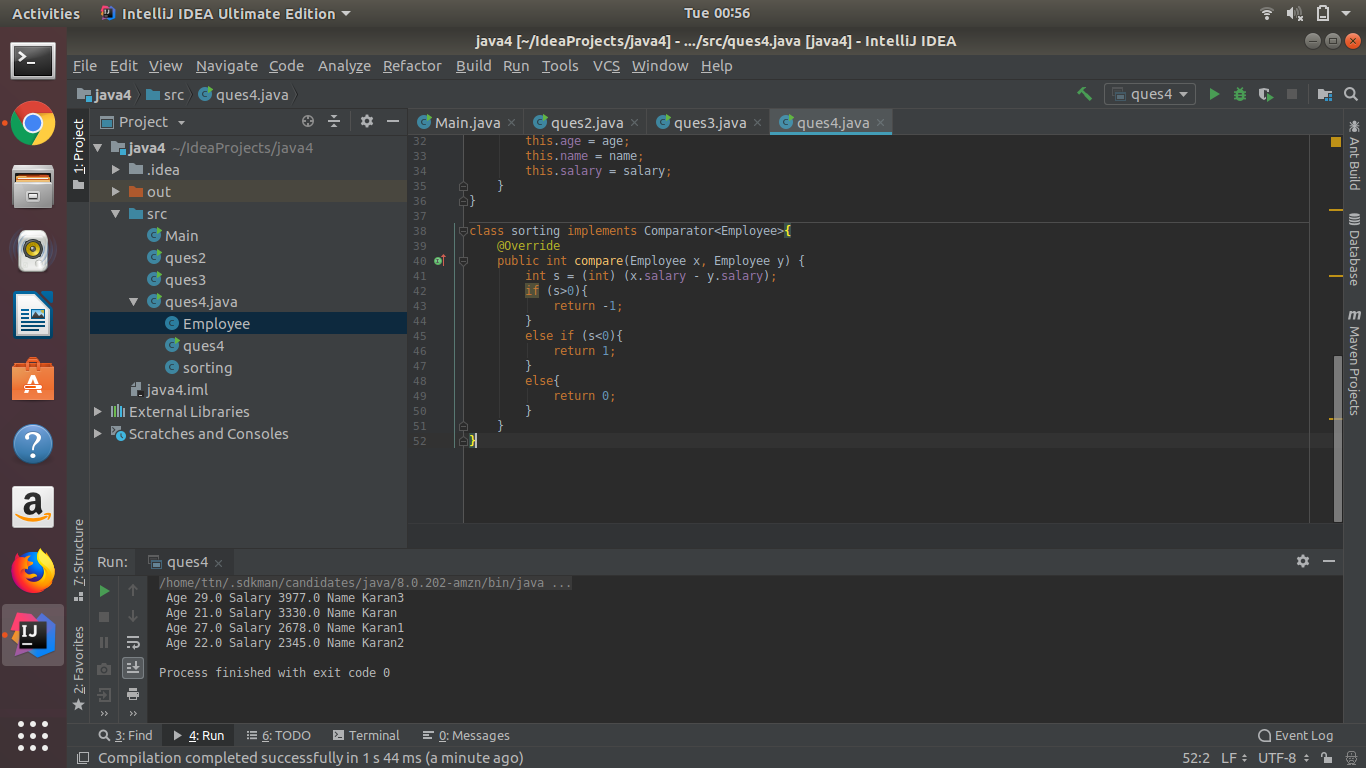 Activities IntelliJ IDEA Ultimate Edition Tue 00:56
java4 [~/IdeaProjects/java4] - .../src/ques4.java [java4] - IntelliJ IDEA
File Edit View Navigate Code Analyze Refactor Build Run Tools VCS Window Help
java4 src ques4.java ques4
1: Project
Project
Main.java ques2.java ques3.java ques4.java
java4 ~/IdeaProjects/java4
.idea
out
src
Main
ques2
ques3
ques4.java
Employee
ques4
sorting
java4.iml
External Libraries
Scratches and Consoles
32 this.age = age;
33 this.name = name;
34 this.salary = salary;
35 }
36 }
37
38 class sorting implements Comparator<Employee>{
39 @Override
40 public int compare(Employee x, Employee y) {
41 int s = (int) (x.salary - y.salary);
42 if (s>0){
43 return -1;
44 }
45 else if (s<0){
46 return 1;
47 }
48 else{
49 return 0;
50 }
51 }
52 }
Ant Build
Database
m Maven Projects
7: Structure
2: Favorites
Run: ques4
/home/ttn/.sdkman/candidates/java/8.0.202-amzn/bin/java ...
Age 29.0 Salary 3977.0 Name Karan3
Age 21.0 Salary 3330.0 Name Karan
Age 27.0 Salary 2678.0 Name Karan1
Age 22.0 Salary 2345.0 Name Karan2
Process finished with exit code 0
3: Find 4: Run 6: TODO Terminal 0: Messages Event Log
Compilation completed successfully in 1 s 44 ms (a minute ago) 52:2 LF UTF-8